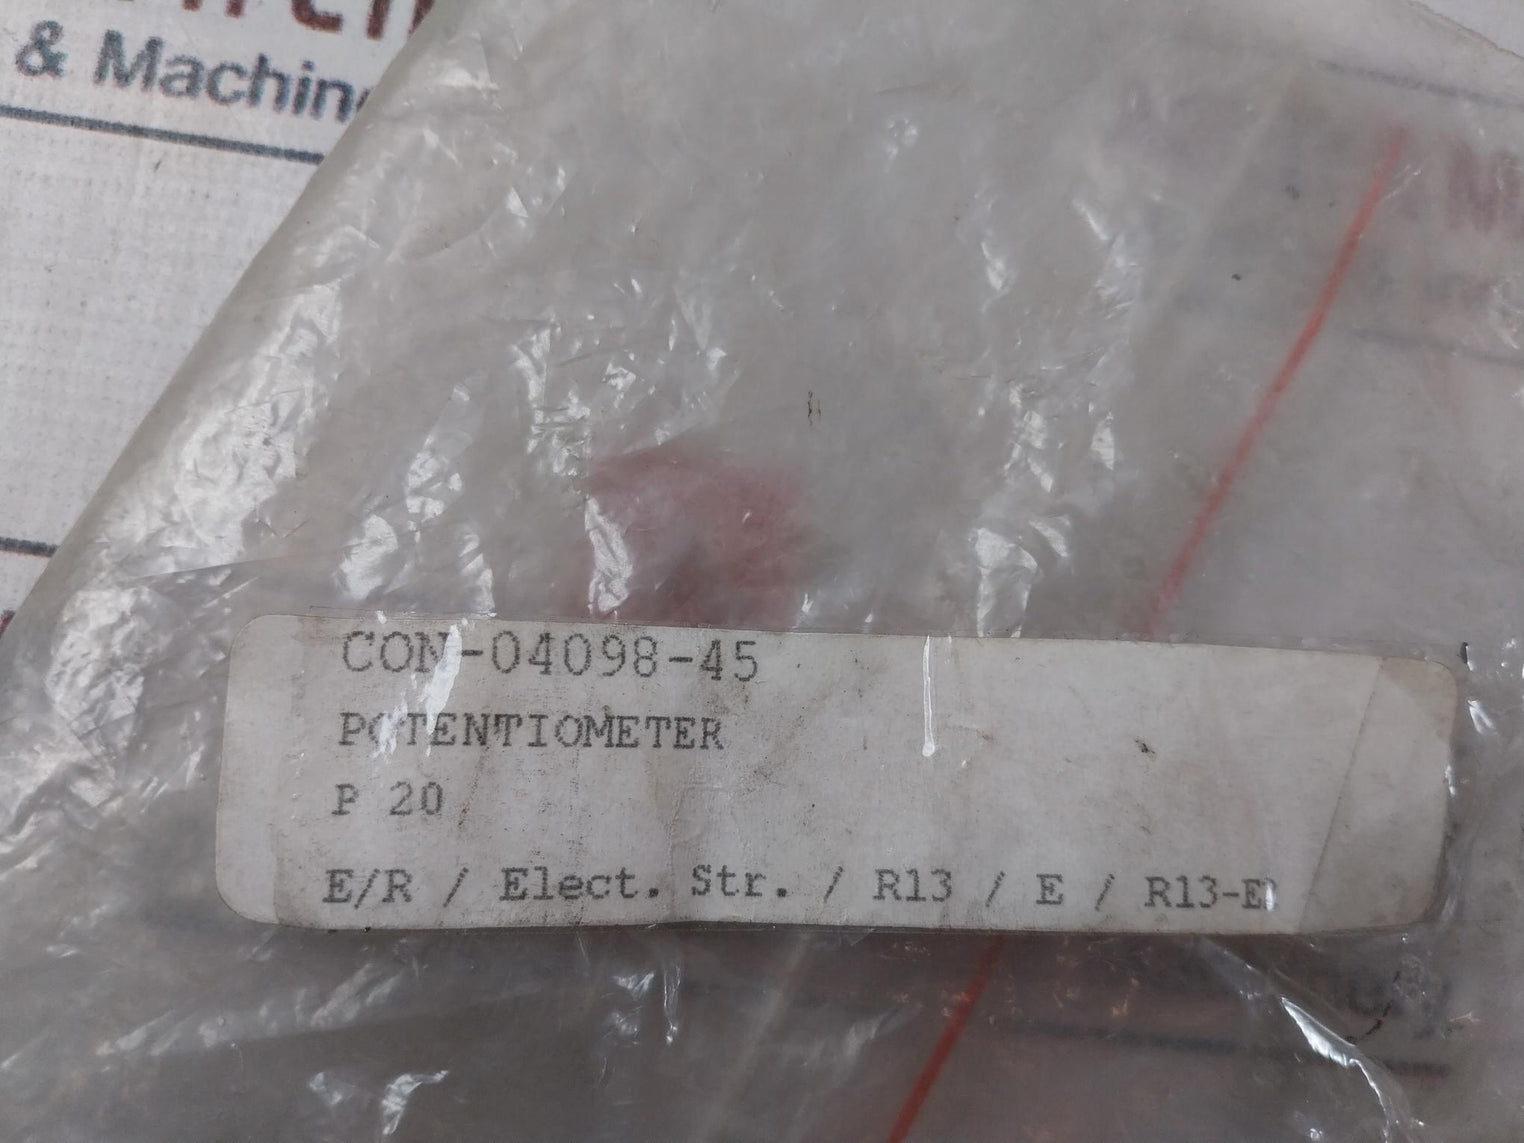 & Machin
CON-04098-45
POTENTIOMETER
P 20
E/R / Elect. Str. / R13 / E / R13-E